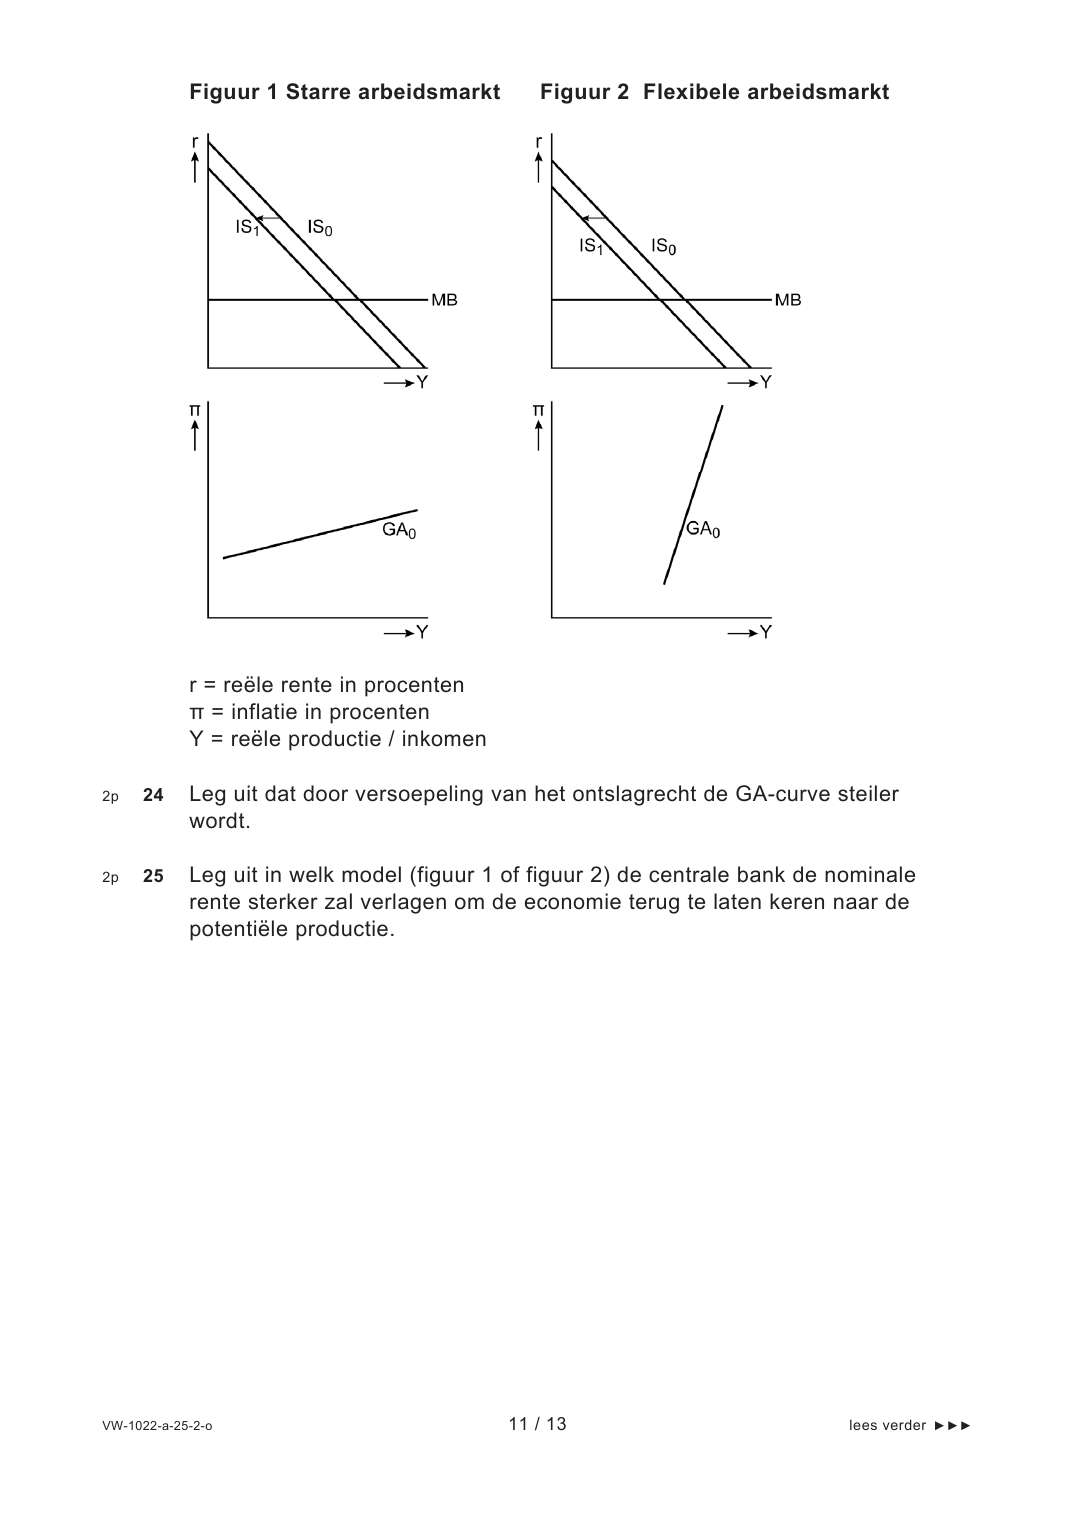 Figuur 1 Starre arbeidsmarkt
Figuur 2 Flexibele arbeidsmarkt
r
IS1
IS0
MB
Y
r
IS1
IS0
MB
Y
π
GA0
Y
π
GA0
Y
r = reële rente in procenten
π = inflatie in procenten
Y = reële productie / inkomen
2p 24 Leg uit dat door versoepeling van het ontslagrecht de GA-curve steiler
wordt.
2p 25 Leg uit in welk model (figuur 1 of figuur 2) de centrale bank de nominale
rente sterker zal verlagen om de economie terug te laten keren naar de
potentiële productie.
VW-1022-a-25-2-o
11 / 13
lees verder ►►►